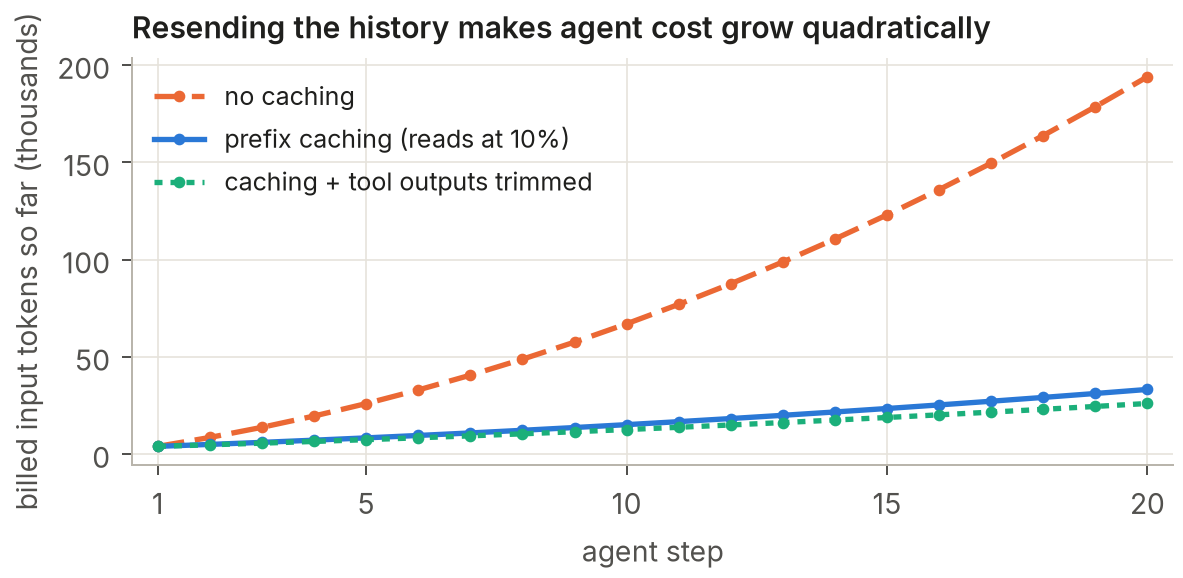 Resending the history makes agent cost grow quadratically
billed input tokens so far (thousands)
200
150
100
50
0
no caching
prefix caching (reads at 10%)
caching + tool outputs trimmed
1
5
10
15
20
agent step